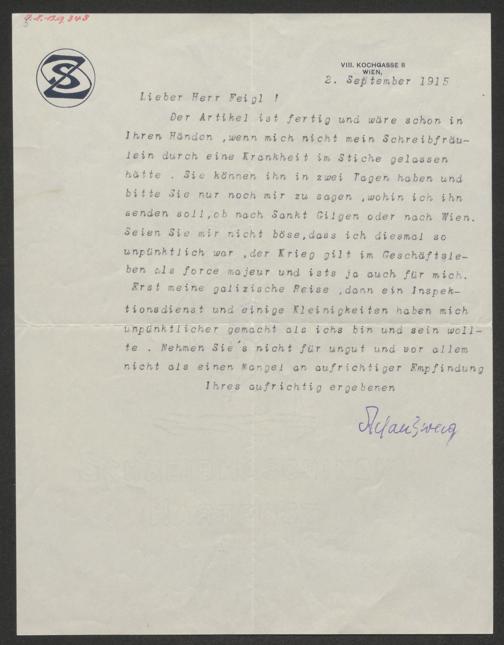 SZ
VIII. KOCHGASSE 8
WIEN,
2. September 1915
Lieber Herr Feigl !
Der Artikel ist fertig und wäre schon in
Ihren Händen ,wenn mich nicht mein Schreibfräu-
lein durch eine Krankheit im Stiche gelassen
hätte . Sie können ihn in zwei Tagen haben und
bitte Sie nur noch mir zu sagen ,wohin ich ihn
senden soll,ob nach Sankt Gilgen oder nach Wien.
Seien Sie mir nicht böse,dass ich diesmal so
unpünktlich war ,der Krieg gilt im Geschäftsle-
ben als force majeur und ists ja auch für mich.
Erst meine galizische Reise ,dann ein Inspek-
tionsdienst und einige Kleinigkeiten haben mich
unpünktlicher gemacht als ichs bin und sein woll-
te . Nehmen Sie's nicht für ungut und vor allem
nicht als einen Mangel an aufrichtiger Empfindung
Ihres aufrichtig ergebenen
Stefan Zweig